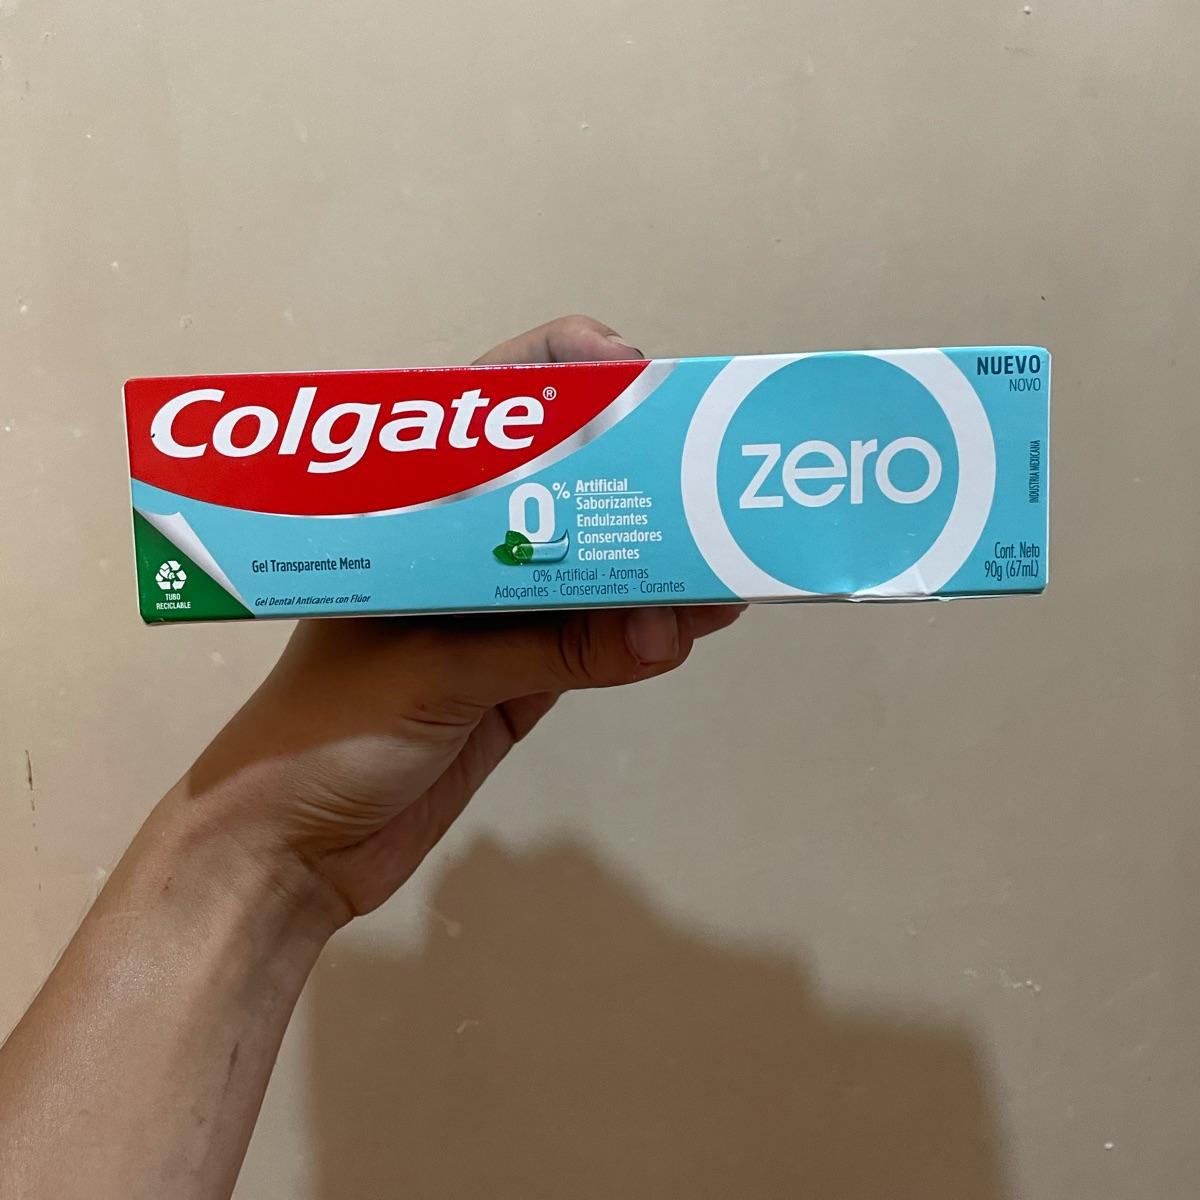 Colgate®
zero
NUEVO
NOVO
INDUSTRIA MEXICANA
0% Artificial
Saborizantes
Endulzantes
Conservadores
Colorantes
0% Artificial - Aromas
Adoçantes - Conservantes - Corantes
Gel Transparente Menta
Gel Dental Anticaries con Flúor
TUBO
RECICLABLE
Cont. Neto
90g (67mL)